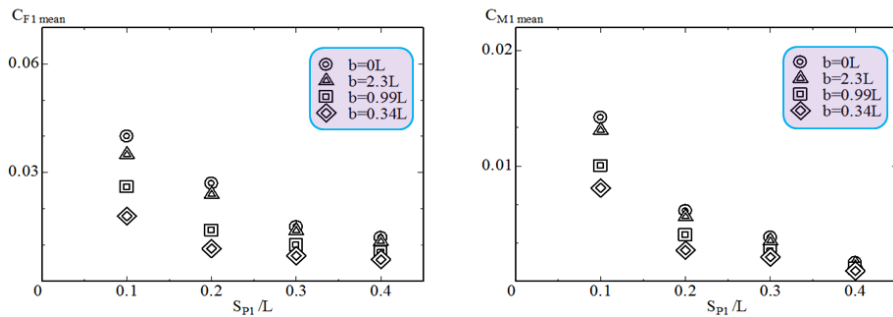 C_F1 mean
0.06
0.03
0
0.1
0.2
0.3
0.4
S_P1/L
b=0L
b=2.3L
b=0.99L
b=0.34L
C_M1 mean
0.02
0.01
0
0.1
0.2
0.3
0.4
S_P1/L
b=0L
b=2.3L
b=0.99L
b=0.34L